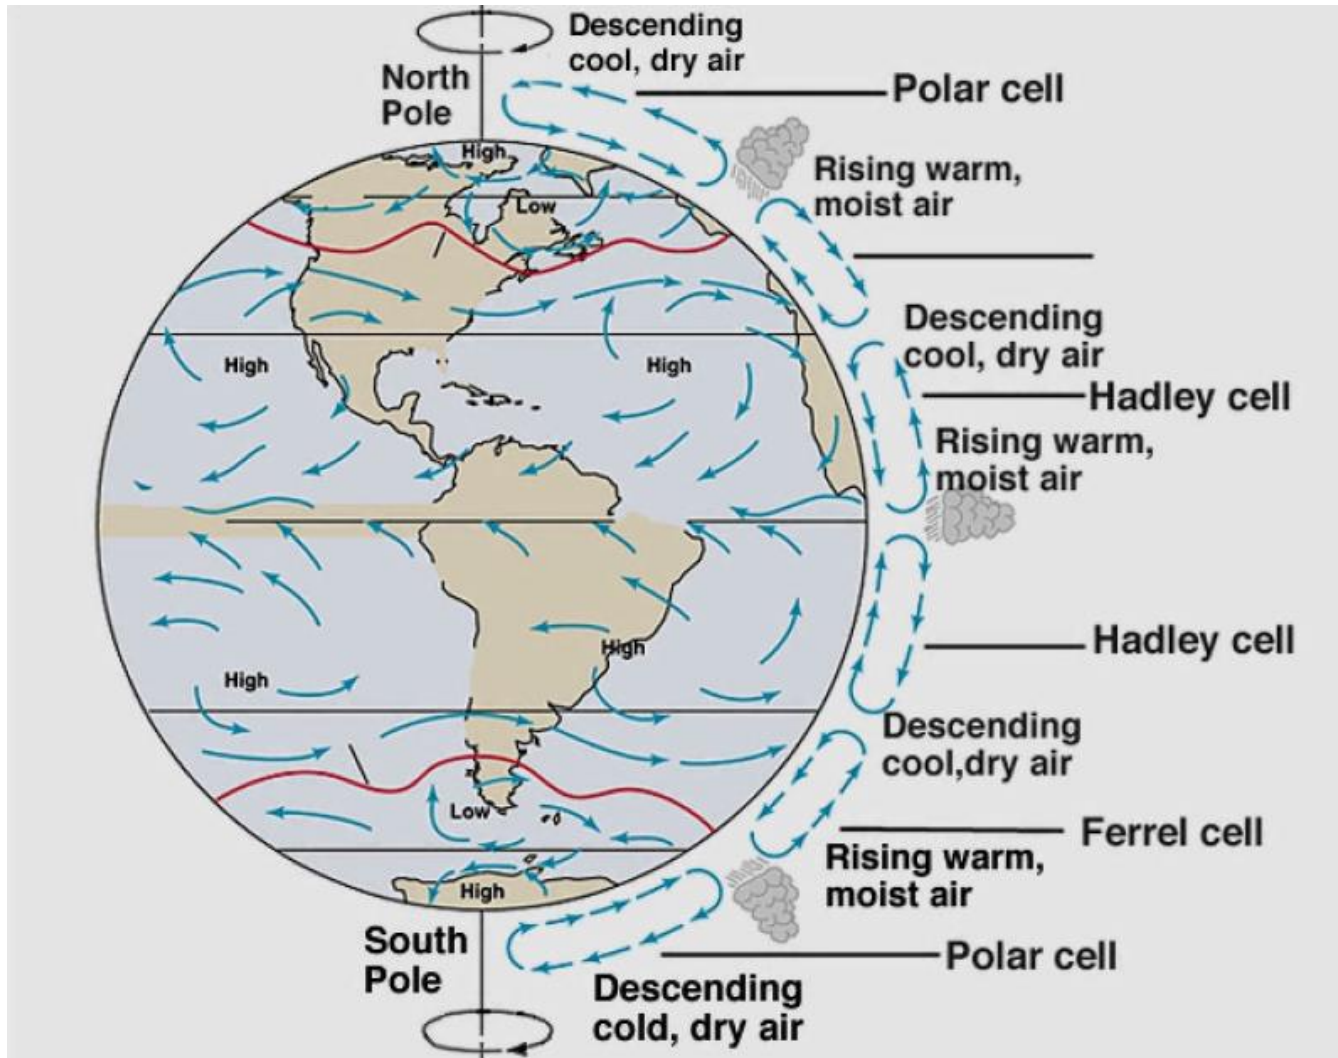 Descending
cool, dry air
North
Pole
Polar cell
High
Rising warm,
moist air
Low
Descending
cool, dry air
High
High
Hadley cell
Rising warm,
moist air
High
Hadley cell
High
Descending
cool,dry air
Low
Ferrel cell
Rising warm,
moist air
High
South
Pole
Polar cell
Descending
cold, dry air